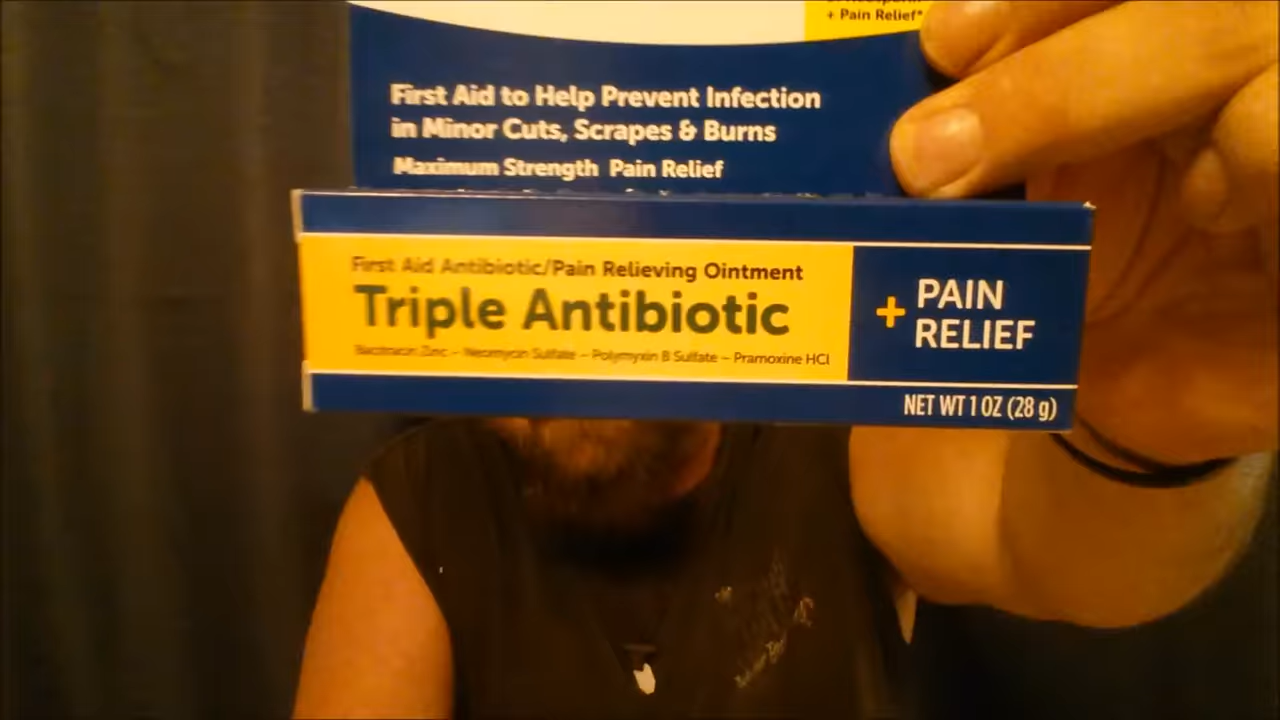 + Pain Relief*
First Aid to Help Prevent Infection
in Minor Cuts, Scrapes & Burns
Maximum Strength Pain Relief
First Aid Antibiotic/Pain Relieving Ointment
Triple Antibiotic
Bacitracin Zinc – Neomycin Sulfate – Polymyxin B Sulfate – Pramoxine HCl
+ PAIN
RELIEF
NET WT 1 OZ (28 g)